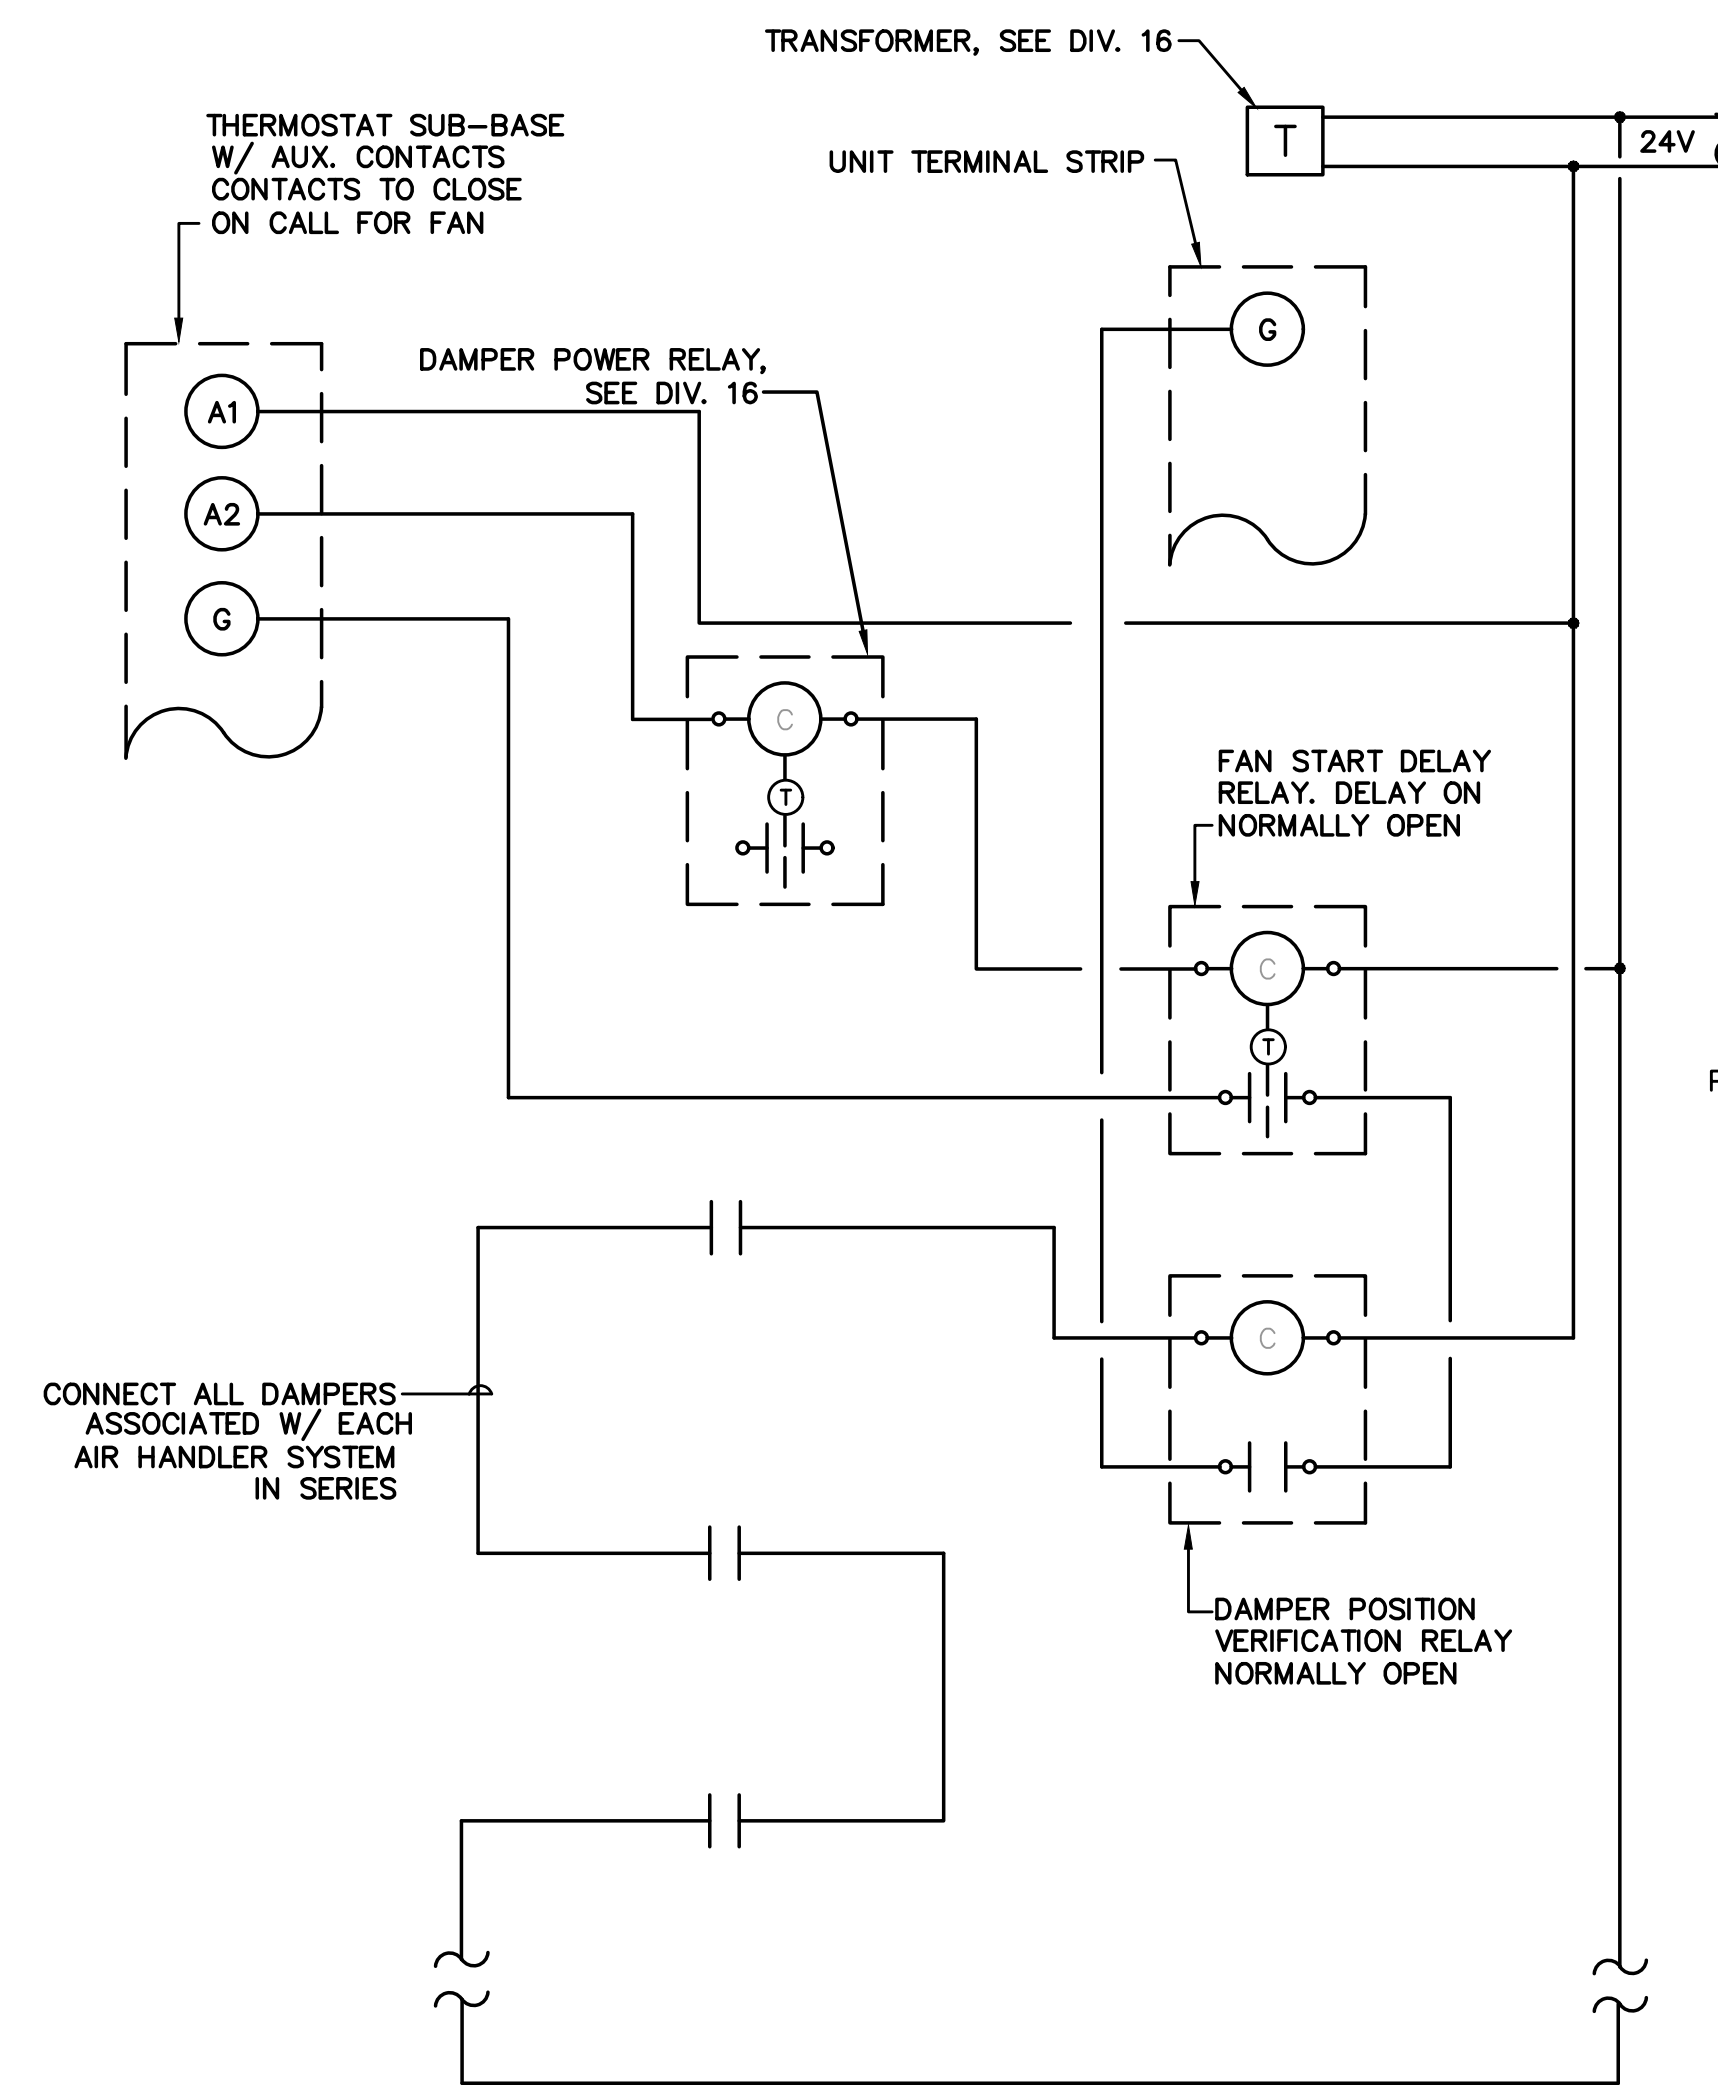 TRANSFORMER, SEE DIV. 16
T
24V
THERMOSTAT SUB-BASE
W/ AUX. CONTACTS
CONTACTS TO CLOSE
ON CALL FOR FAN
UNIT TERMINAL STRIP
G
DAMPER POWER RELAY,
SEE DIV. 16
A1
A2
G
C
T
FAN START DELAY
RELAY. DELAY ON
NORMALLY OPEN
C
T
C
CONNECT ALL DAMPERS
ASSOCIATED W/ EACH
AIR HANDLER SYSTEM
IN SERIES
DAMPER POSITION
VERIFICATION RELAY
NORMALLY OPEN